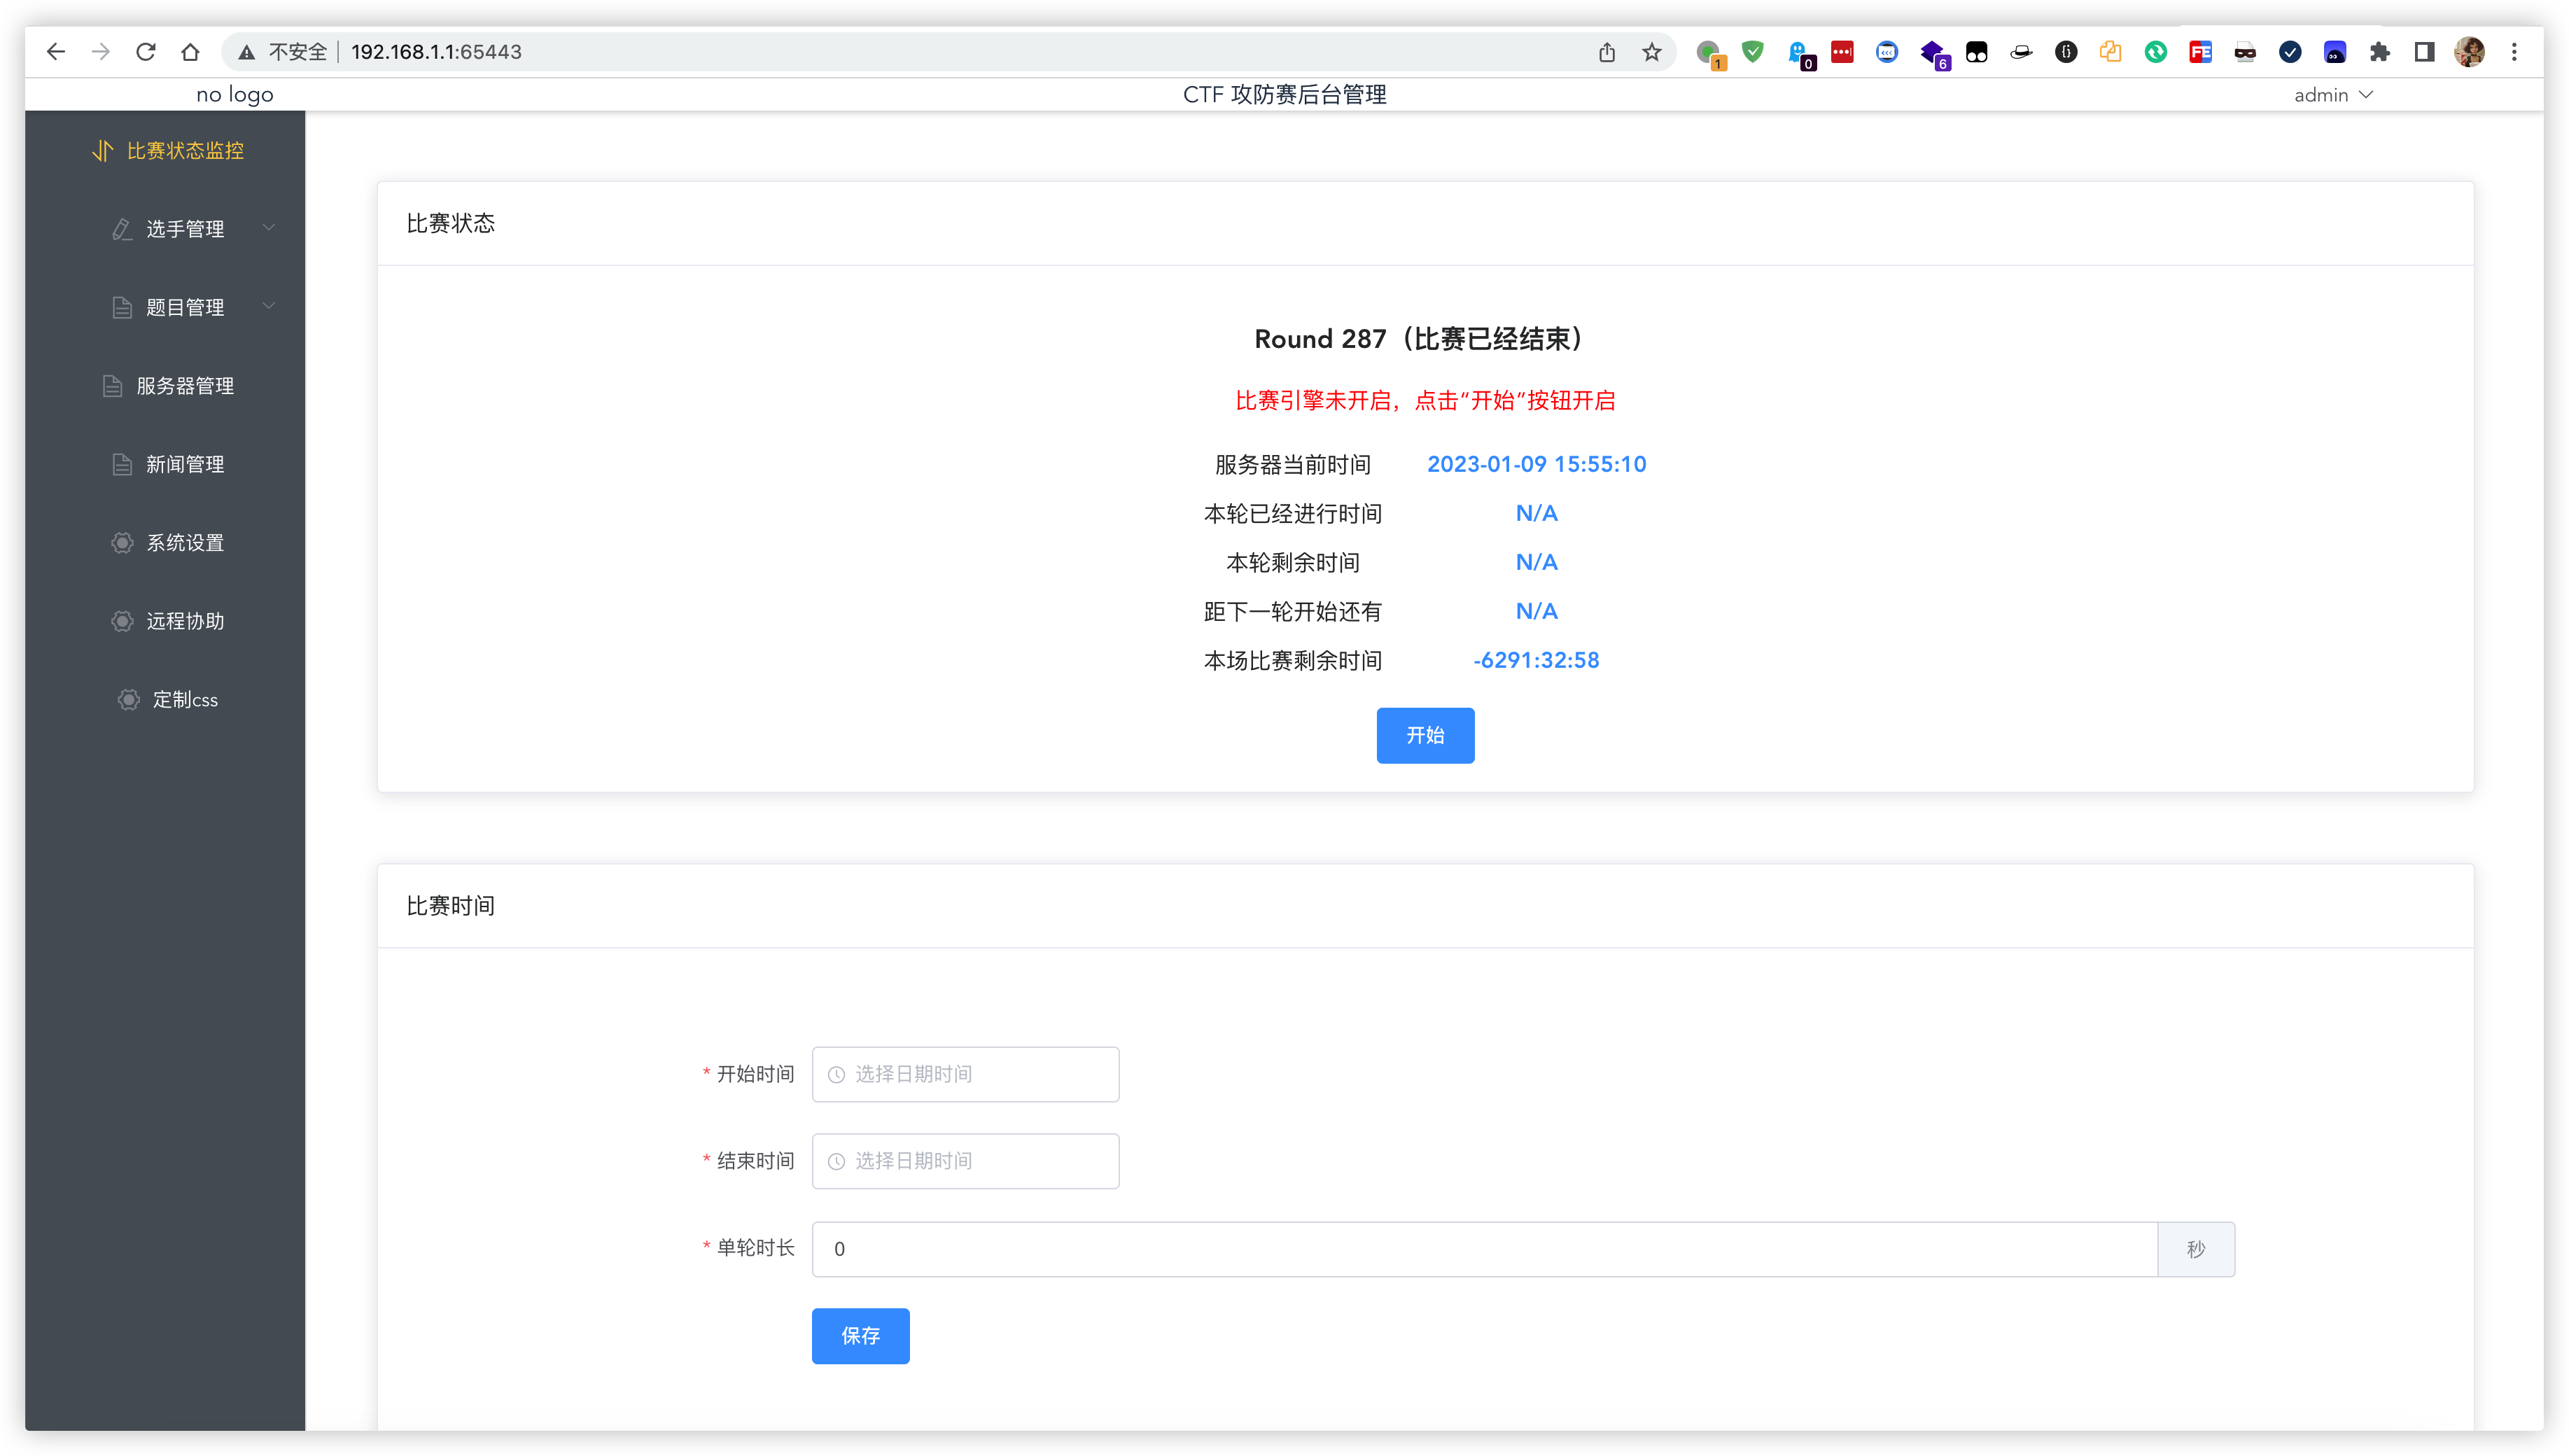 不安全 192.168.1.1:65443
1
0
6
FE
no logo
CTF 攻防赛后台管理
admin
比赛状态监控
选手管理
题目管理
服务器管理
新闻管理
系统设置
远程协助
定制css
比赛状态
Round 287（比赛已经结束）
比赛引擎未开启，点击“开始”按钮开启
服务器当前时间 2023-01-09 15:55:10
本轮已经进行时间 N/A
本轮剩余时间 N/A
距下一轮开始还有 N/A
本场比赛剩余时间 -6291:32:58
开始
比赛时间
* 开始时间 选择日期时间
* 结束时间 选择日期时间
* 单轮时长 0 秒
保存